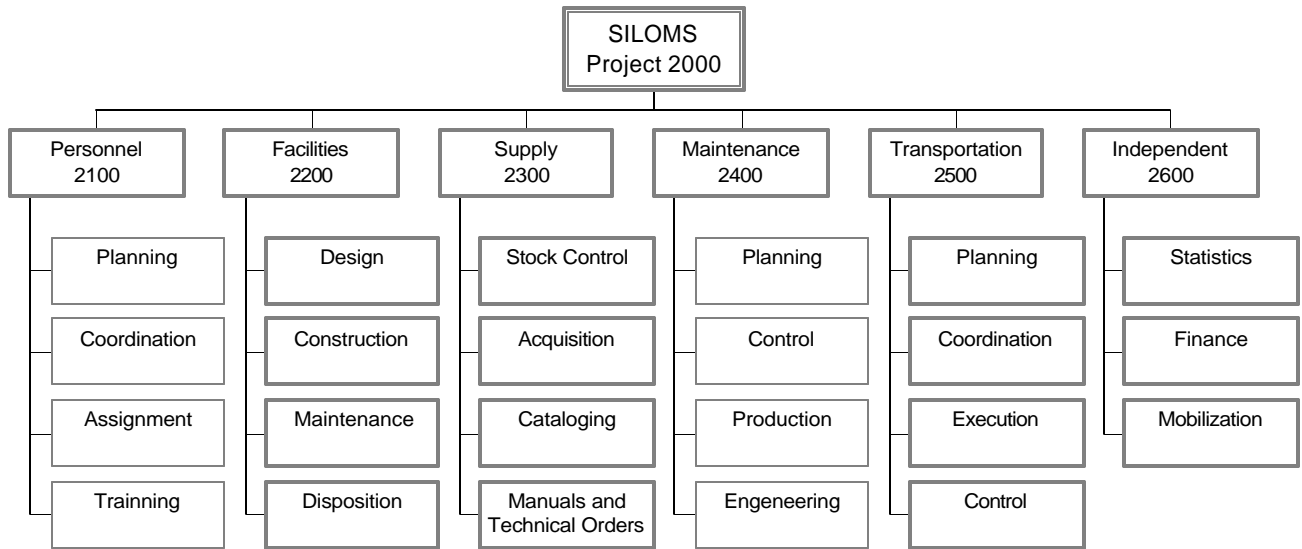 SILOMS
Project 2000
Personnel
2100
Facilities
2200
Supply
2300
Maintenance
2400
Transportation
2500
Independent
2600
Planning
Coordination
Assignment
Trainning
Design
Construction
Maintenance
Disposition
Stock Control
Acquisition
Cataloging
Manuals and
Technical Orders
Planning
Control
Production
Engeneering
Planning
Coordination
Execution
Control
Statistics
Finance
Mobilization